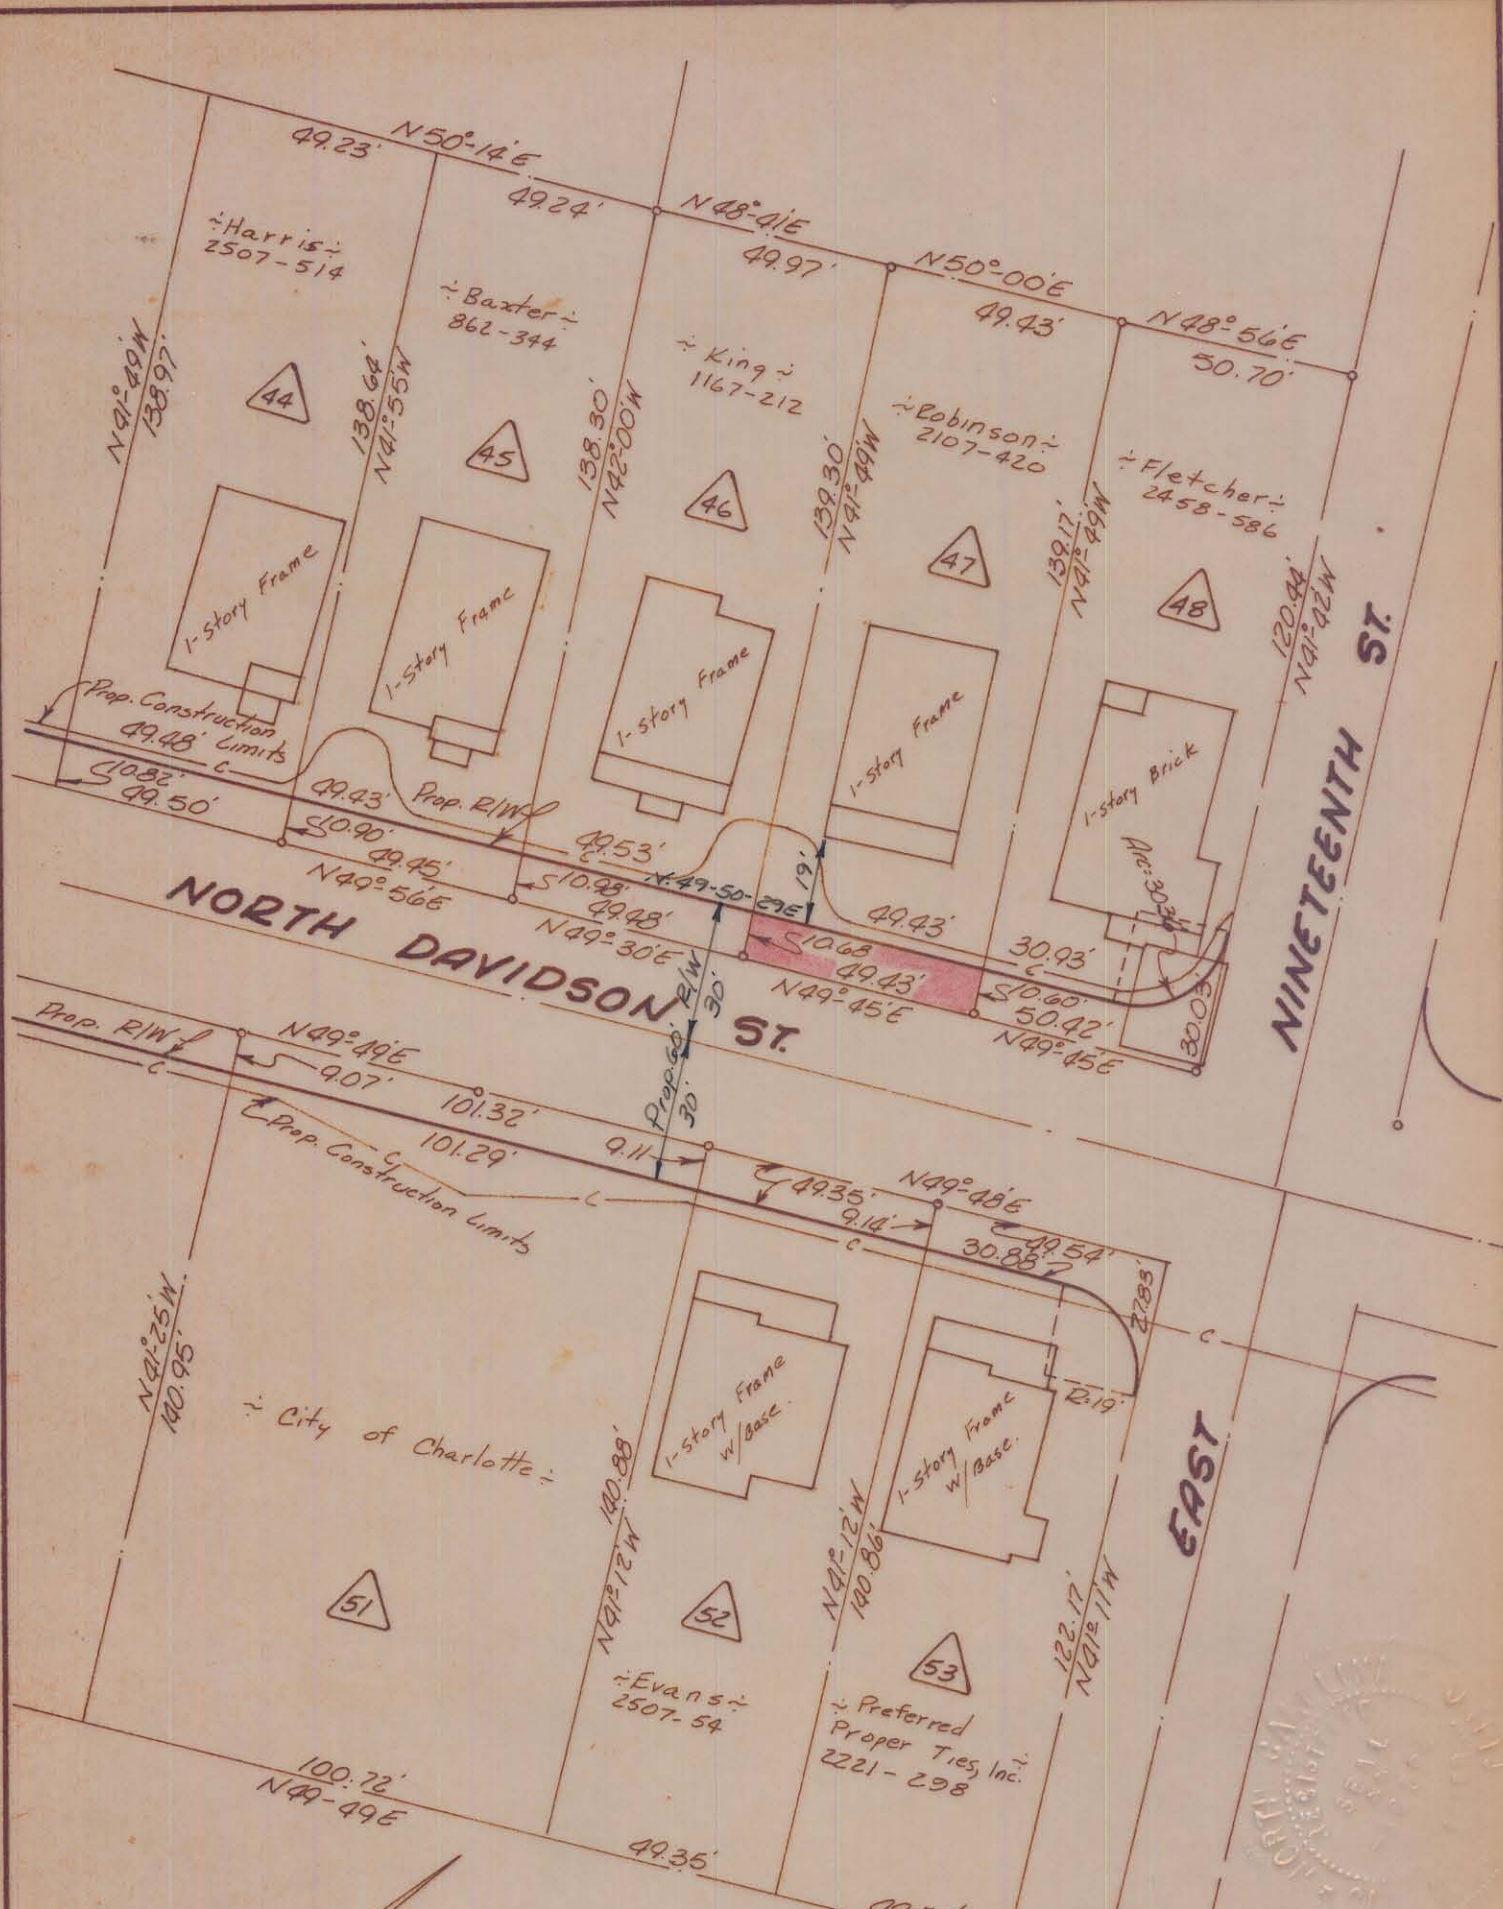 N50°-14'E
49.23'
49.24'
N48°-41'E
49.97'
N50°-00'E
49.43'
N48°-56'E
50.70'
÷Harris÷
2507-514
÷Baxter÷
862-344
÷King÷
1167-212
÷Robinson÷
2107-420
÷Fletcher÷
2458-586
N41°-49'W
138.97'
44
138.64'
N41°-55'W
45
138.30'
N42°-00'W
46
139.30'
N41°-49'W
47
139.17'
N41°-49'W
48
120.44'
N41°-42'W
1-Story Frame
1-Story Frame
1-Story Frame
1-Story Frame
1-Story Brick
Prop. Construction
Limits
49.48'
C
10.82'
49.50'
49.43'
Prop. R/W
10.90'
49.45'
N49°-56'E
49.53'
C
10.98'
N.49-50-29E
19'
49.48'
N49°-30'E
49.43'
10.68
49.43'
N49°-45'E
30.93'
C
10.60'
50.42'
N49°-45'E
30.03'
NORTH DAVIDSON ST.
EAST NINETEENTH ST.
Prop. 60' R/W
30'
30'
Prop. R/W
C
N49°-49'E
9.07'
101.32'
101.29'
Prop. Construction Limits
C
C
9.11
49.35'
N49°-48'E
9.14'
C
49.54'
30.88
27.83'
C
R=19'
N41°-25'W
140.95'
÷City of Charlotte÷
51
1-Story Frame
W/Base.
1-Story Frame
W/Base.
140.88'
N41°-12'W
52
÷Evans÷
2507-54
N41°-12'W
140.86'
53
÷Preferred
Proper Ties, Inc.÷
2221-298
122.17'
N41°-11'W
100.72'
N49-49E
49.35'
SEAL